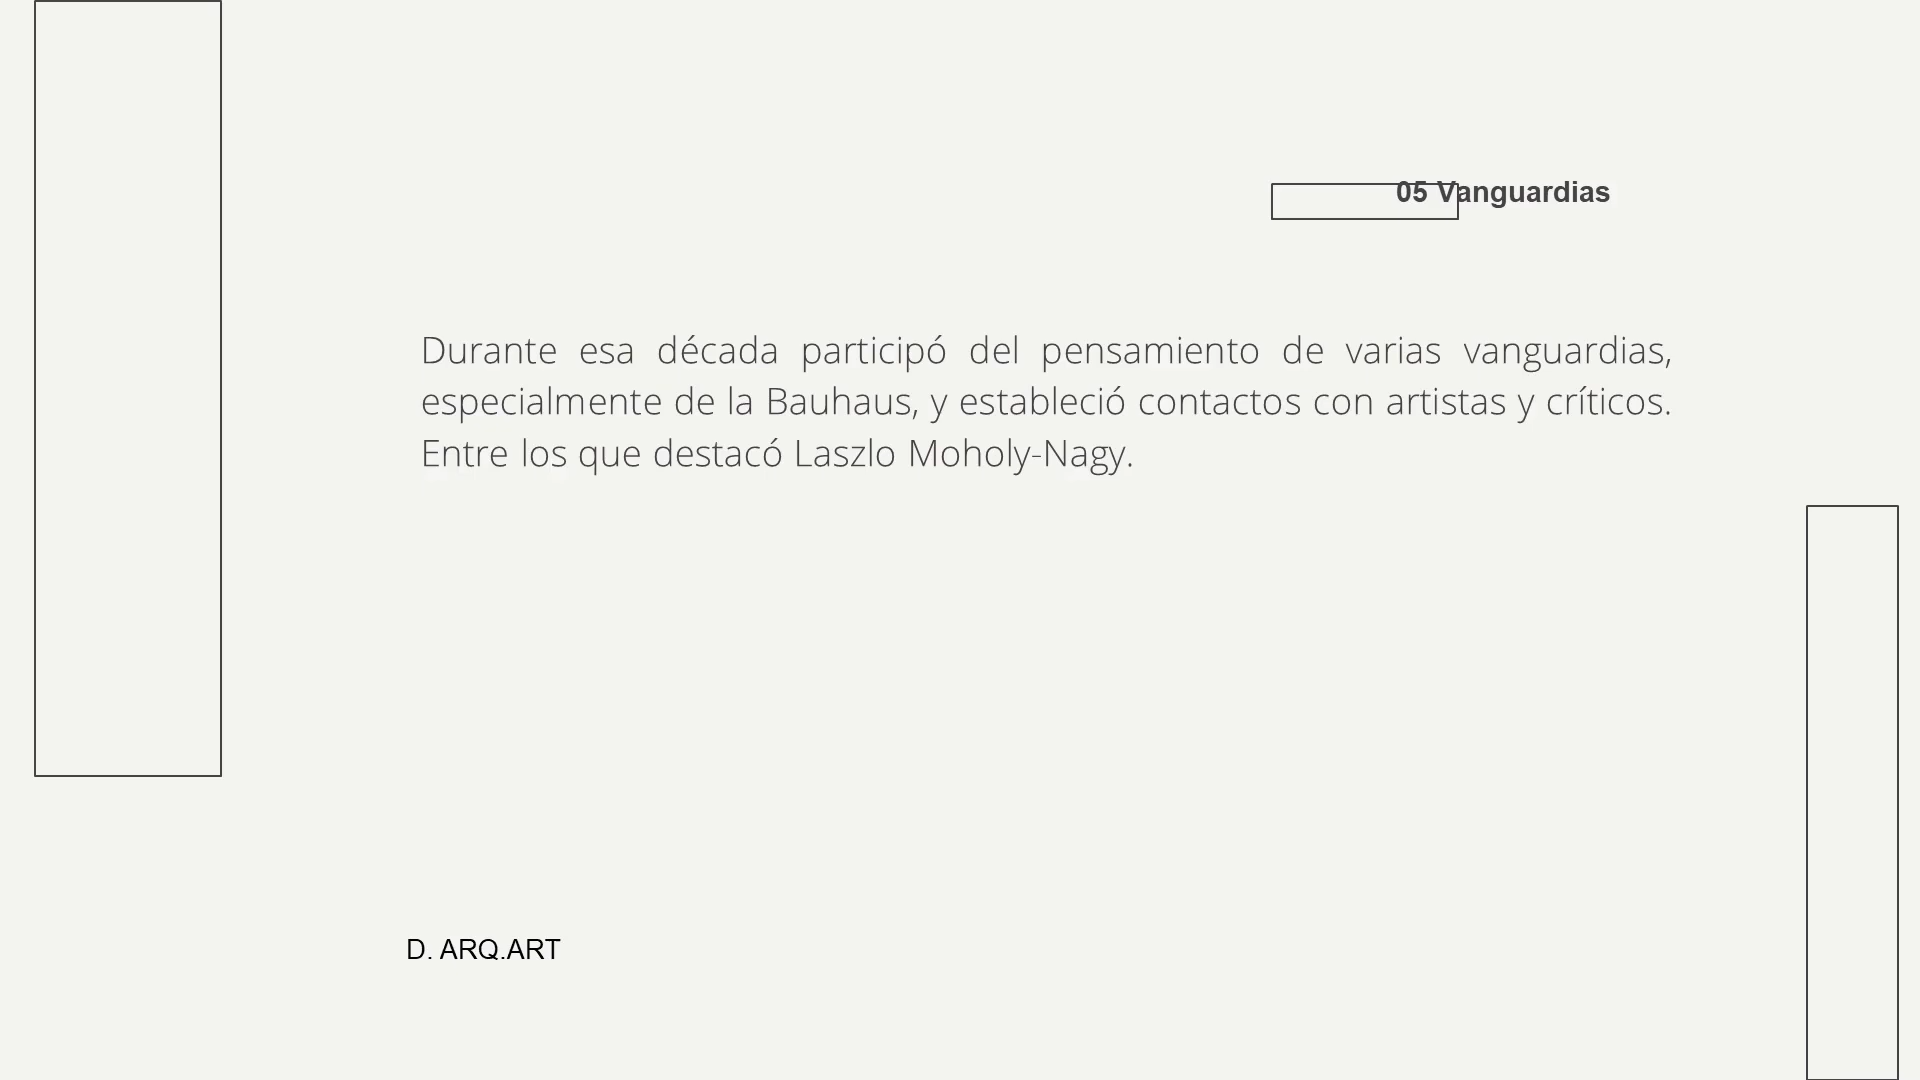 05 Vanguardias
Durante esa década participó del pensamiento de varias vanguardias,
especialmente de la Bauhaus, y estableció contactos con artistas y críticos.
Entre los que destacó Laszlo Moholy-Nagy.
D. ARQ.ART